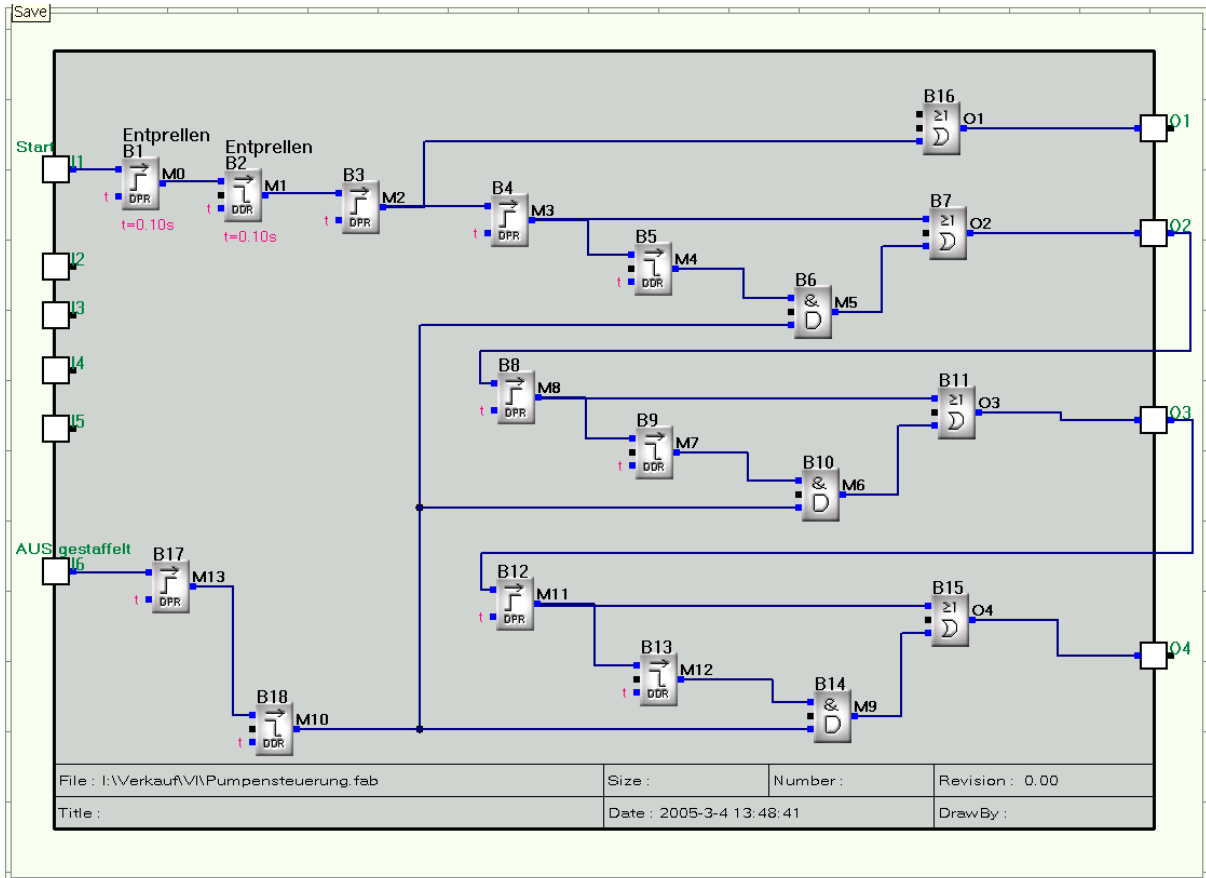 Save
B16
≥1
O1
O1
Entprellen
B1
Start
I1
M0
t
DPR
t=0.10s
Entprellen
B2
M1
t
DDR
t=0.10s
B3
M2
t
DPR
B4
M3
t
DPR
B7
≥1
O2
O2
B5
M4
t
DDR
B6
&
M5
I2
I3
I4
I5
B8
M8
t
DPR
B11
≥1
O3
O3
B9
M7
t
DDR
B10
&
M6
AUS gestaffelt
I6
B17
M13
t
DPR
B12
M11
t
DPR
B15
≥1
O4
O4
B13
M12
t
DDR
B14
&
M9
B18
M10
t
DDR
File : I:\Verkauf\VI\Pumpensteuerung.fab
Size :
Number :
Revision : 0.00
Title :
Date : 2005-3-4 13:48:41
DrawBy :